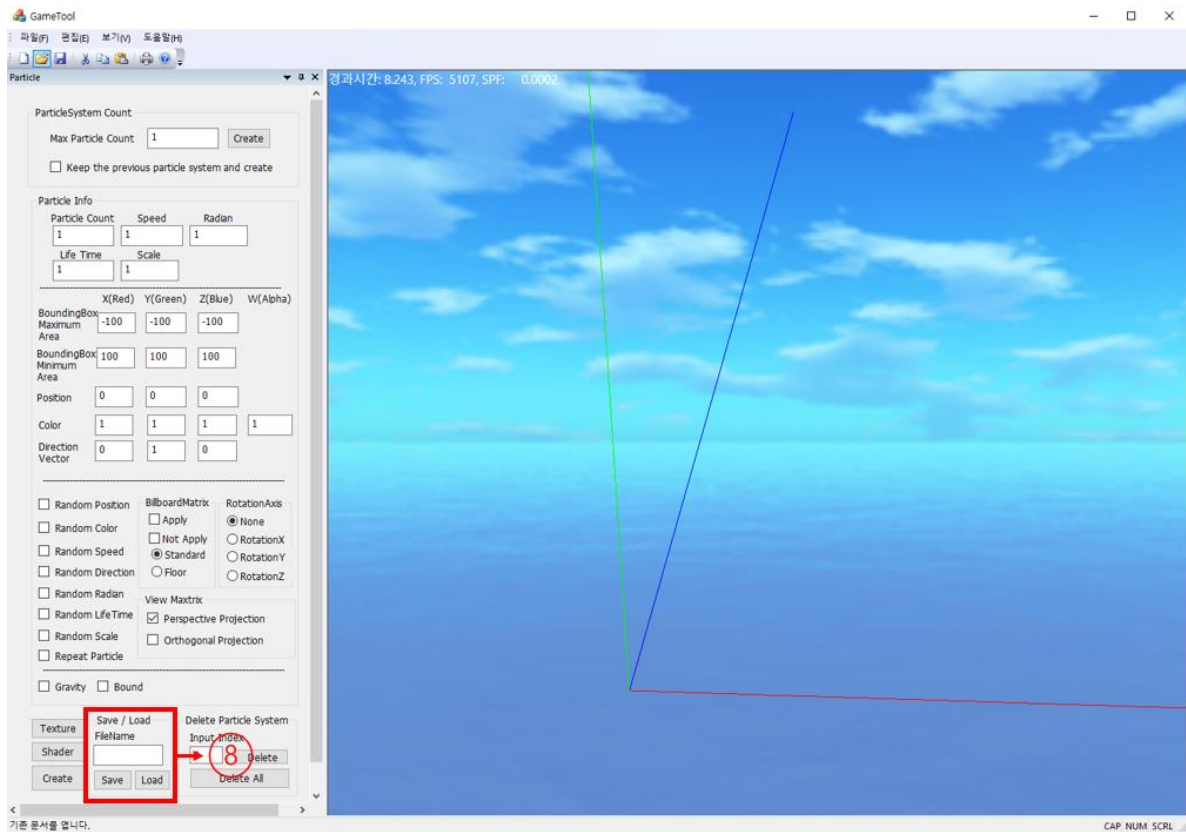 GameTool
파일(F) 편집(E) 보기(V) 도움말(H)
Particle
경과시간: 8.243, FPS: 5107, SPF: 0.0002
ParticleSystem Count
Max Particle Count 1 Create
Keep the previous particle system and create
Particle Info
Particle Count Speed Radian
1 1 1
Life Time Scale
1 1
X(Red) Y(Green) Z(Blue) W(Alpha)
BoundingBox
Maximum -100 -100 -100
Area
BoundingBox 100 100 100
Minimum
Area
Position 0 0 0
Color 1 1 1 1
Direction 0 1 0
Vector
Random Position
Random Color
Random Speed
Random Direction
Random Radian
Random LifeTime
Random Scale
Repeat Particle
BillboardMatrix
Apply
Not Apply
Standard
Floor
RotationAxis
None
RotationX
RotationY
RotationZ
View Maxtrix
Perspective Projection
Orthogonal Projection
Gravity Bound
Texture
Shader
Create
Save / Load
FileName
Save Load
Delete Particle System
Input Index
8 Delete
Delete All
기존 문서를 엽니다.
CAP NUM SCRL